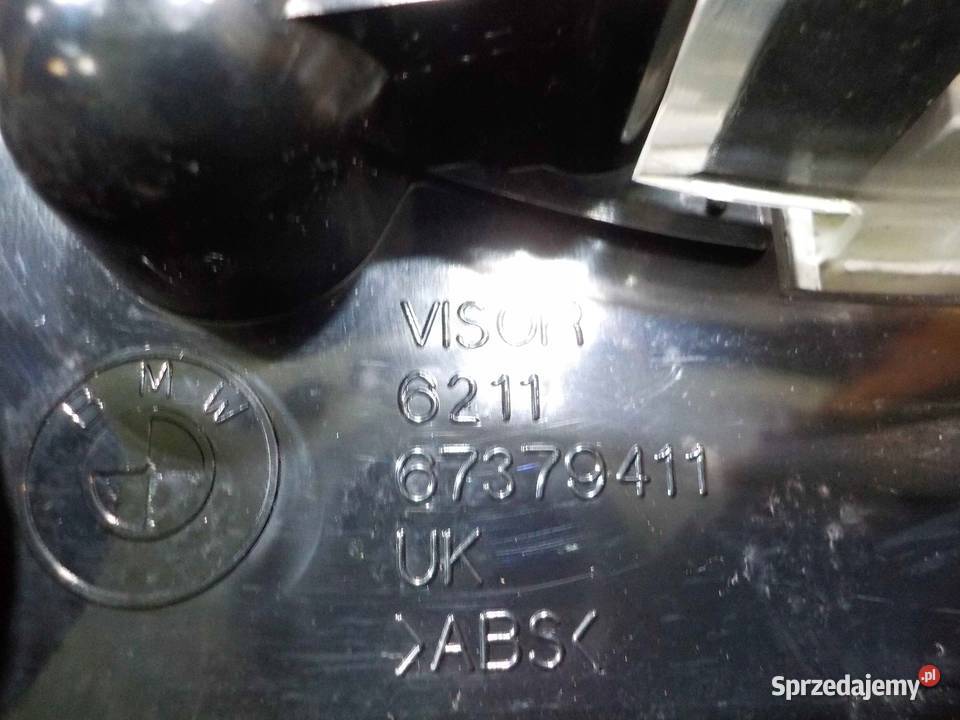 BMW
VISOR
6211
67379411
UK
>ABS<
Sprzedajemy.pl